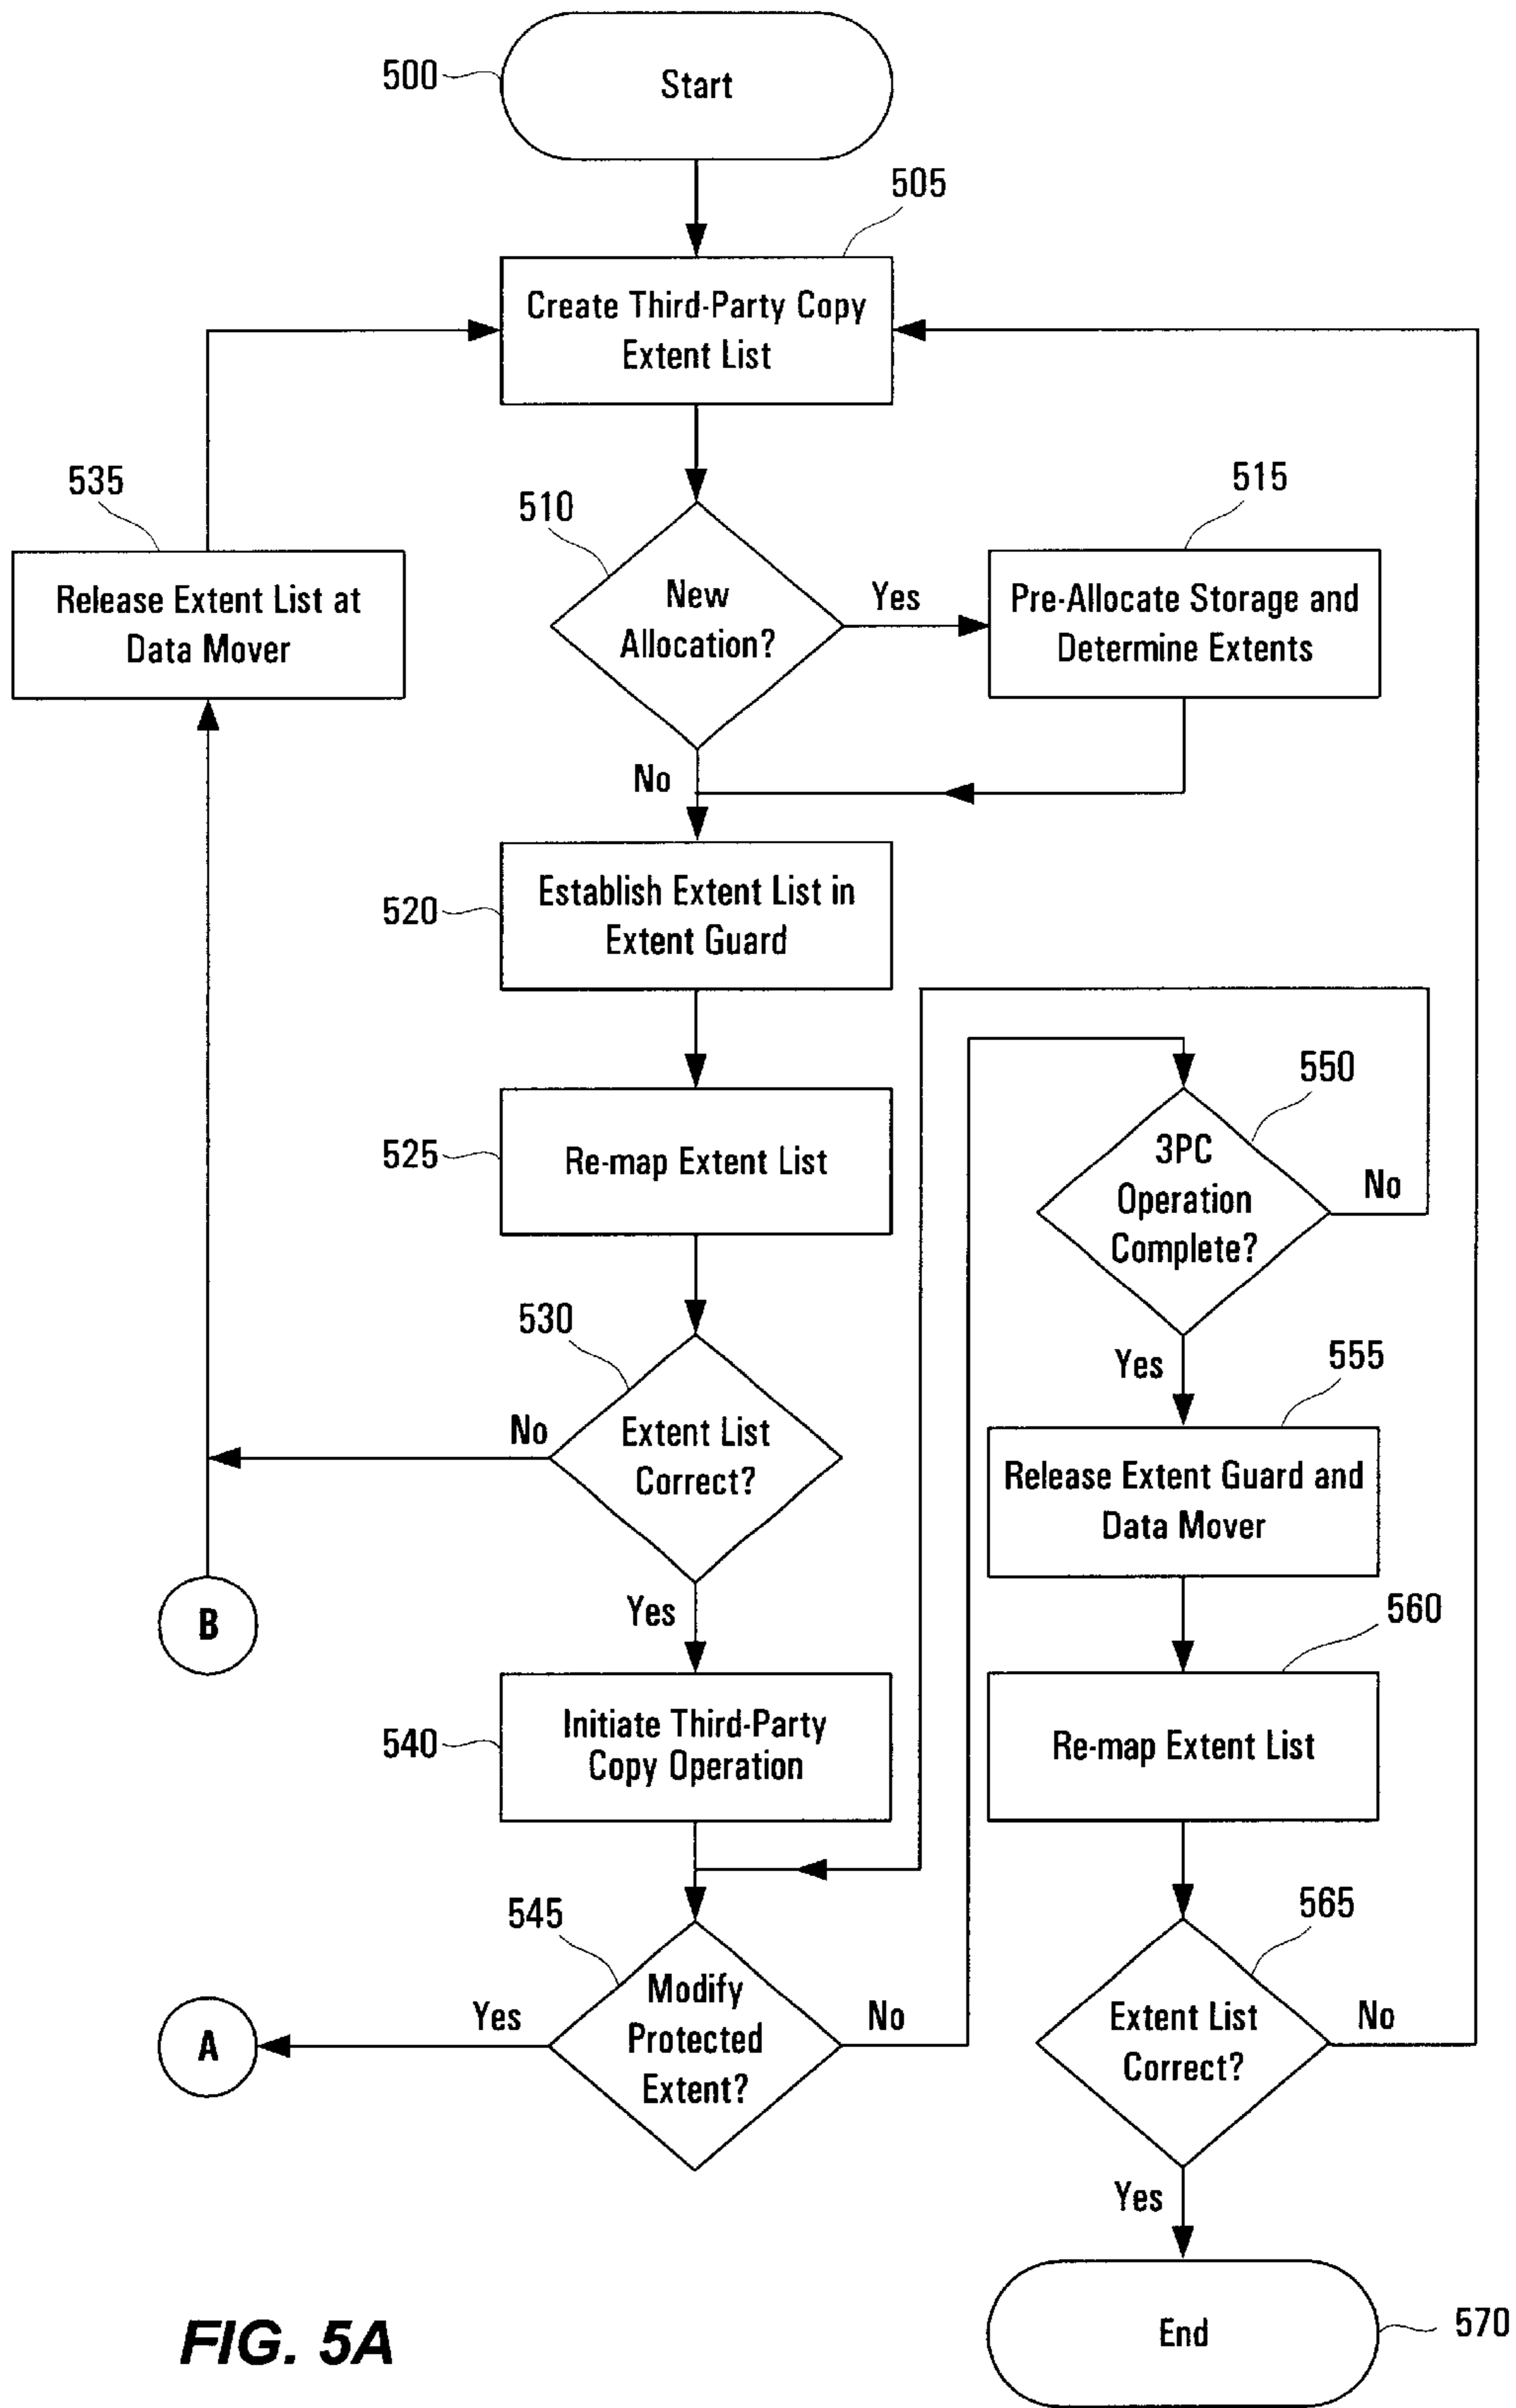 500
Start
505
Create Third-Party Copy
Extent List
535
510
515
Release Extent List at
Data Mover
New
Allocation?
Yes
Pre-Allocate Storage and
Determine Extents
No
520
Establish Extent List in
Extent Guard
550
525
Re-map Extent List
3PC
Operation
Complete?
No
530
Yes
555
No
Extent List
Correct?
Release Extent Guard and
Data Mover
B
Yes
560
540
Initiate Third-Party
Copy Operation
Re-map Extent List
545
565
A
Yes
Modify
Protected
Extent?
No
Extent List
Correct?
No
Yes
FIG. 5A
End
570